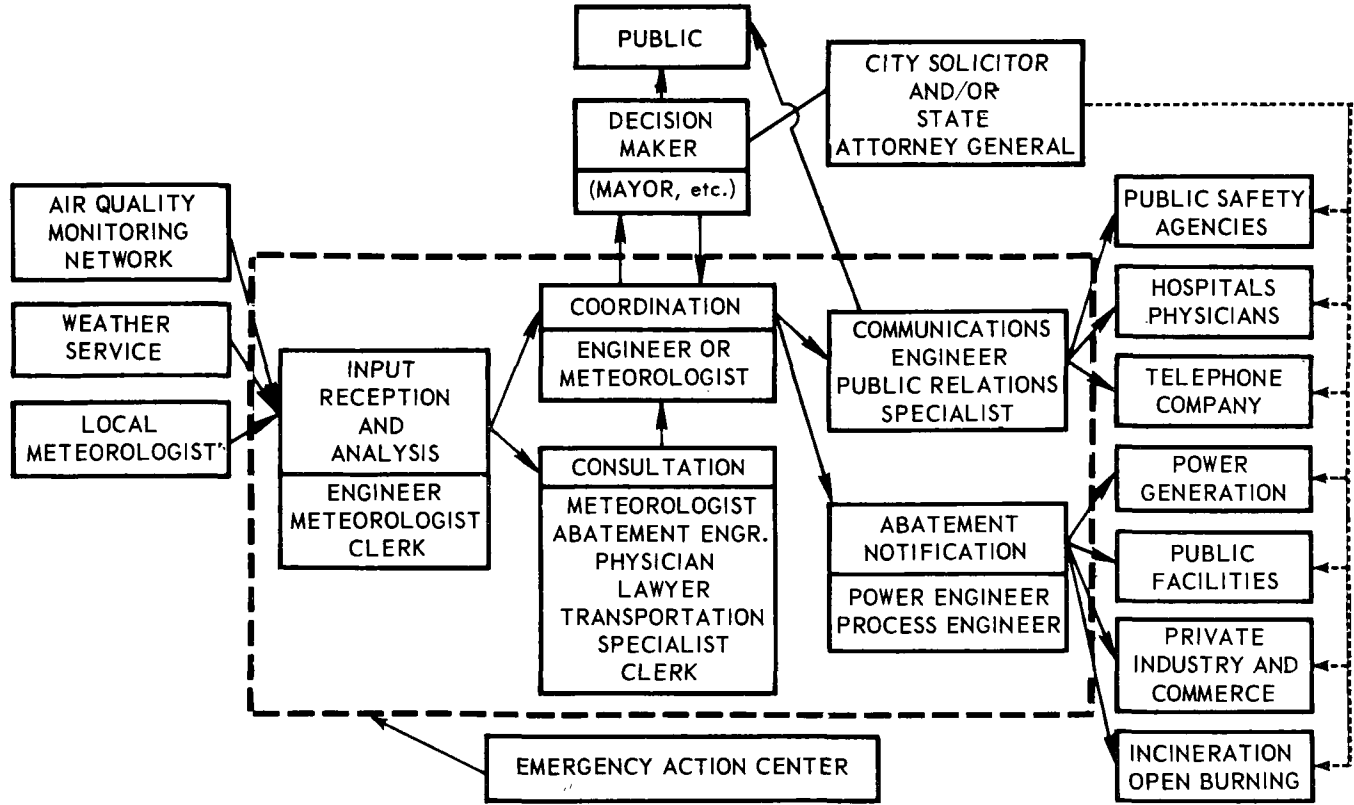 PUBLIC
CITY SOLICITOR
AND/OR
STATE
ATTORNEY GENERAL
DECISION
MAKER
(MAYOR, etc.)
AIR QUALITY
MONITORING
NETWORK
WEATHER
SERVICE
LOCAL
METEOROLOGIST
INPUT
RECEPTION
AND
ANALYSIS
ENGINEER
METEOROLOGIST
CLERK
COORDINATION
ENGINEER OR
METEOROLOGIST
CONSULTATION
METEOROLOGIST
ABATEMENT ENGR.
PHYSICIAN
LAWYER
TRANSPORTATION
SPECIALIST
CLERK
COMMUNICATIONS
ENGINEER
PUBLIC RELATIONS
SPECIALIST
ABATEMENT
NOTIFICATION
POWER ENGINEER
PROCESS ENGINEER
PUBLIC SAFETY
AGENCIES
HOSPITALS
PHYSICIANS
TELEPHONE
COMPANY
POWER
GENERATION
PUBLIC
FACILITIES
PRIVATE
INDUSTRY AND
COMMERCE
INCINERATION
OPEN BURNING
EMERGENCY ACTION CENTER